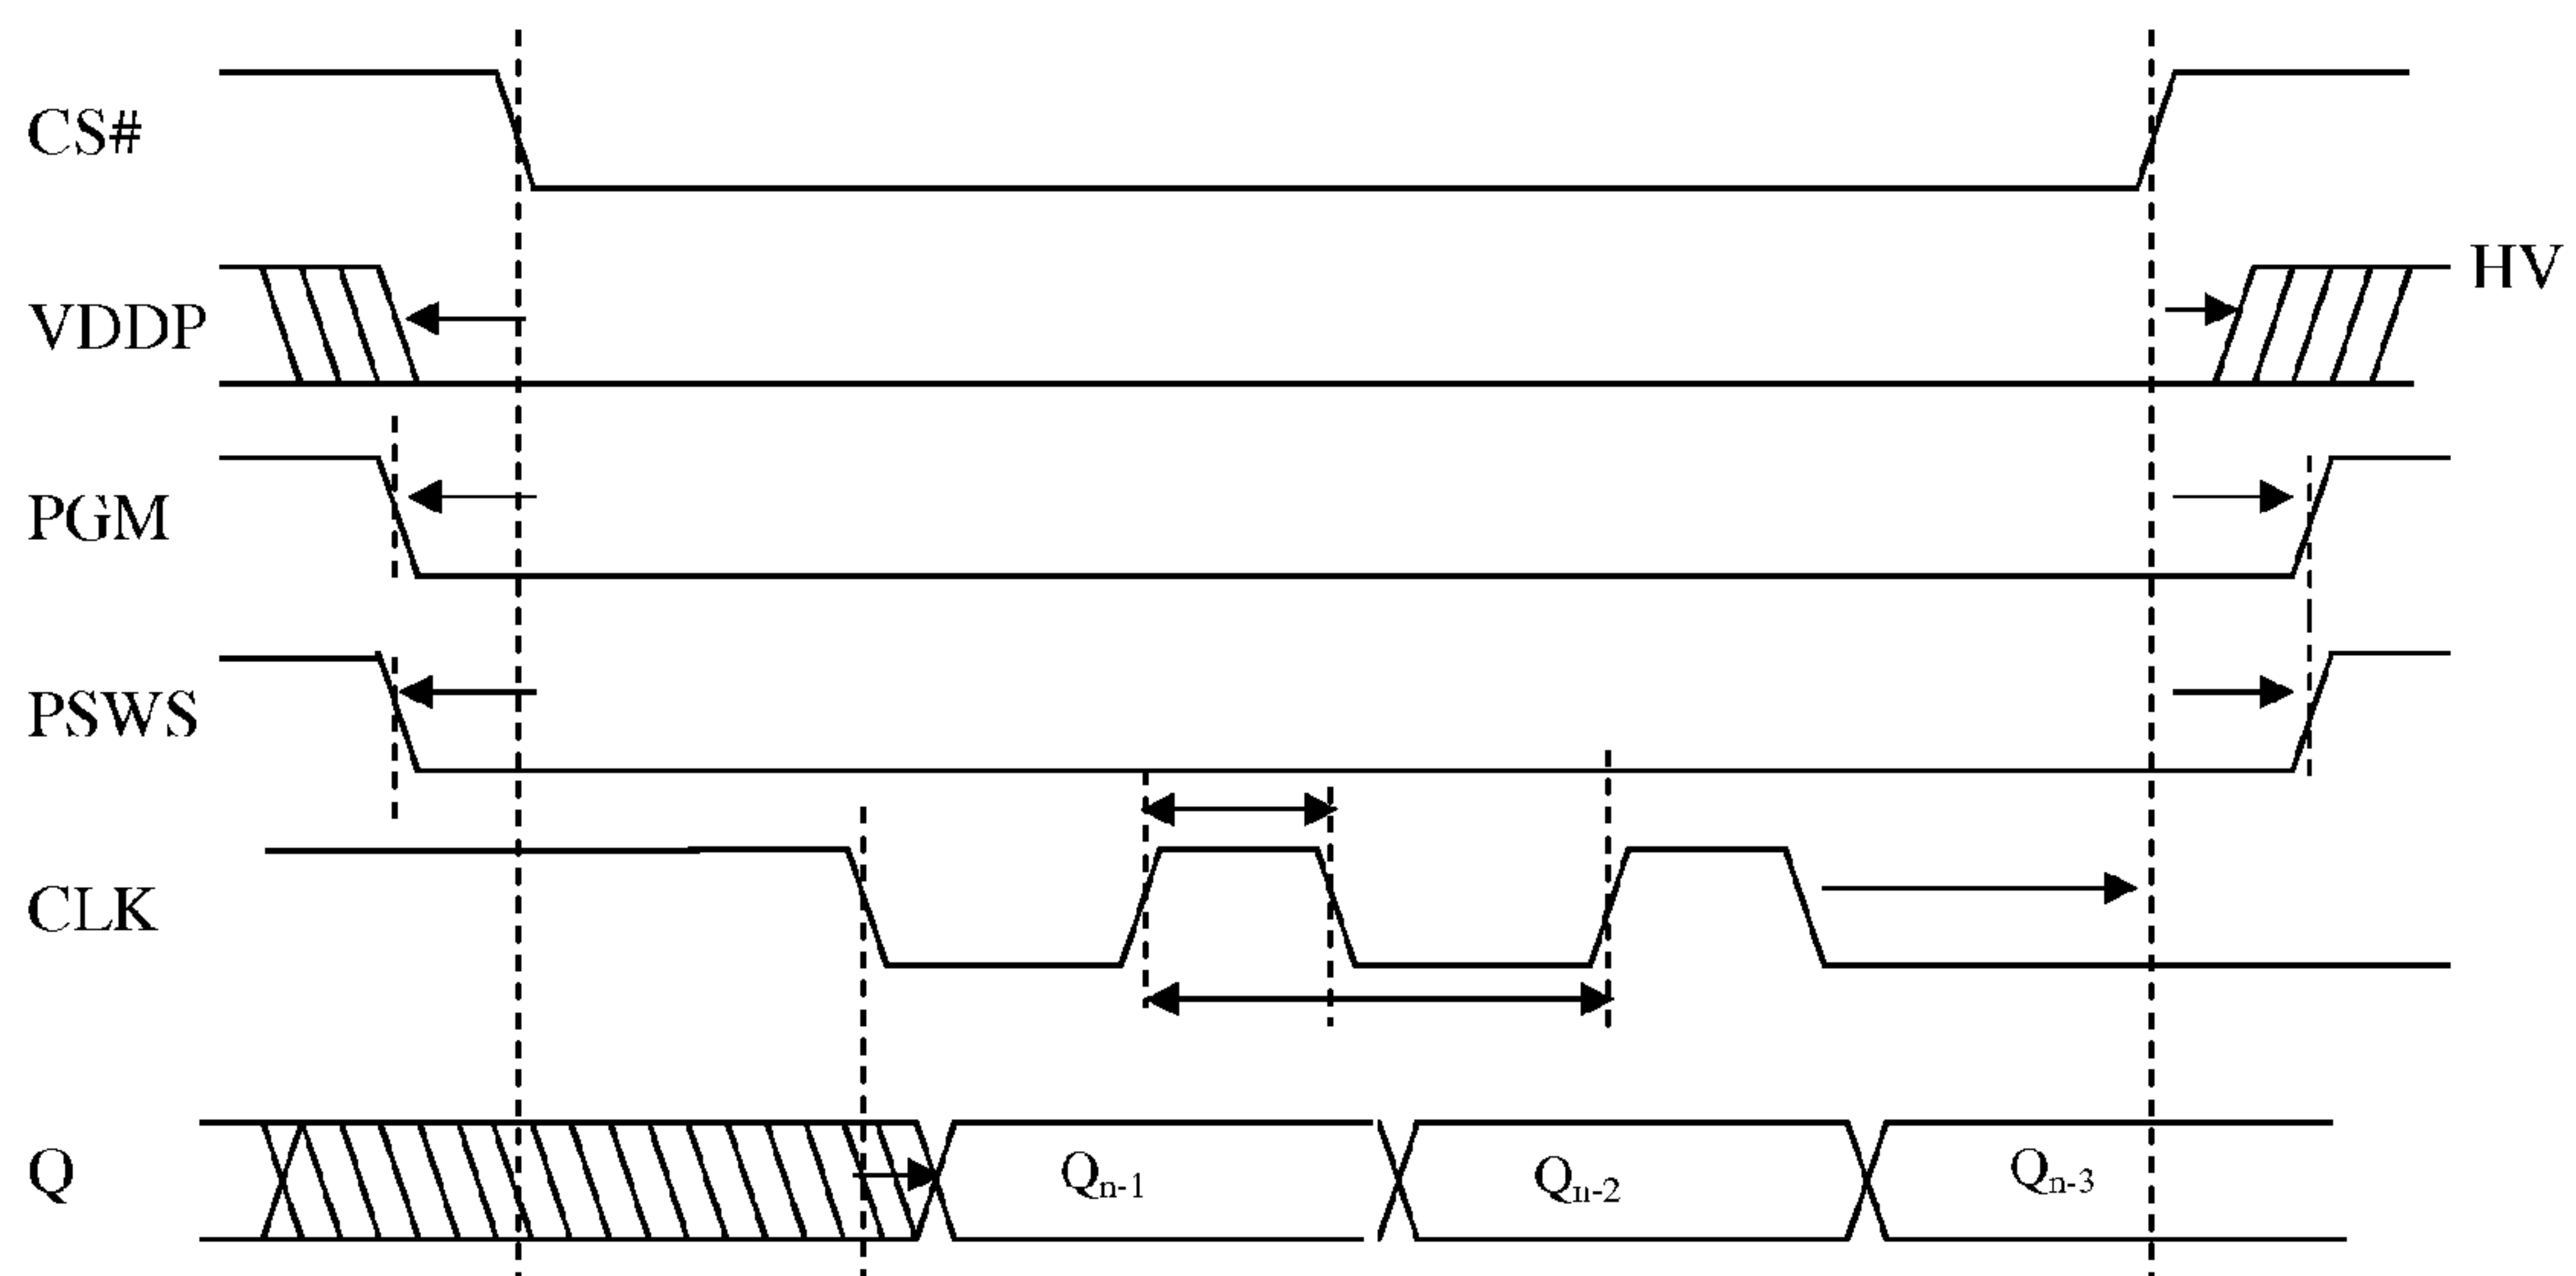 CS#
HV
VDDP
PGM
PSWS
CLK
Q
Qn-1
Qn-2
Qn-3